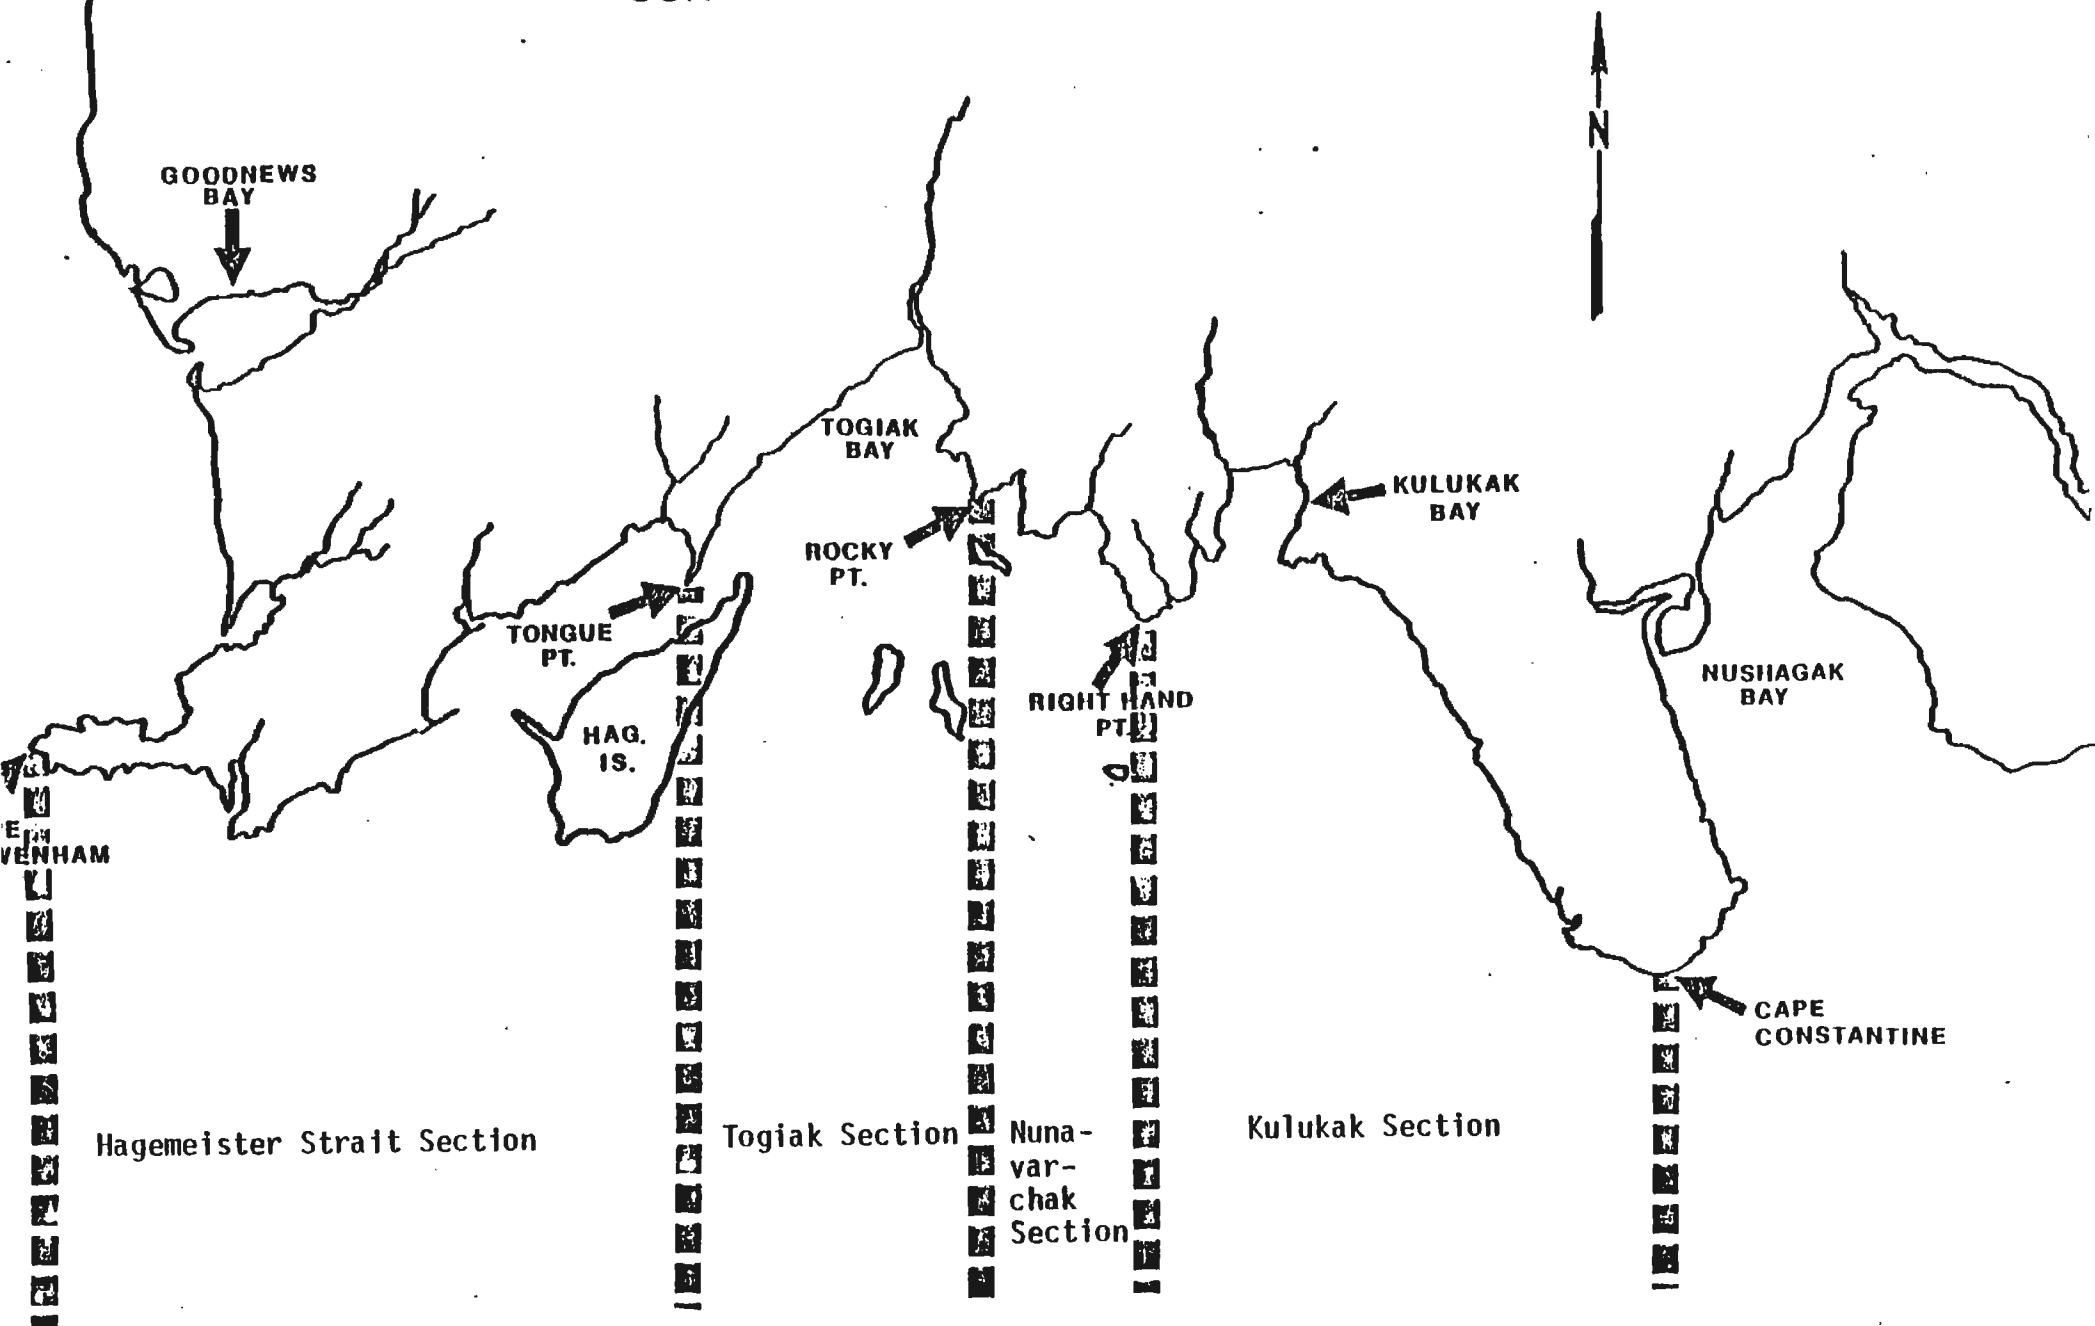 N
GOODNEWS
BAY
TOGIAK
BAY
KULUKAK
BAY
ROCKY
PT.
TONGUE
PT.
NUSHAGAK
BAY
RIGHT HAND
PT.
HAG.
IS.
E
WENHAM
CAPE
CONSTANTINE
Hagemeister Strait Section
Togiak Section
Nuna-
var-
chak
Section
Kulukak Section